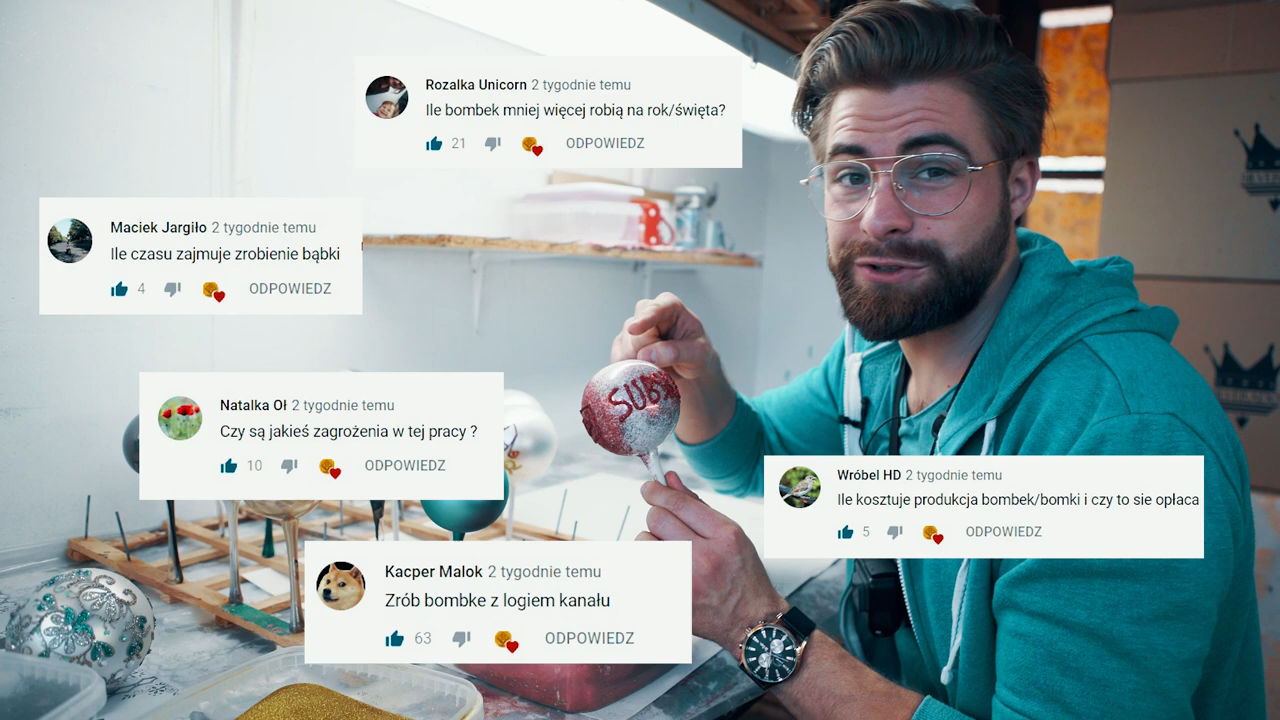 Rozalka Unicorn 2 tygodnie temu
Ile bombek mniej więcej robią na rok/święta?
21 ODPOWIEDZ
Maciek Jargiło 2 tygodnie temu
Ile czasu zajmuje zrobienie bąbki
4 ODPOWIEDZ
Natalka Oł 2 tygodnie temu
Czy są jakieś zagrożenia w tej pracy ?
10 ODPOWIEDZ
SUB
Wróbel HD 2 tygodnie temu
Ile kosztuje produkcja bombek/bomki i czy to sie opłaca
5 ODPOWIEDZ
Kacper Malok 2 tygodnie temu
Zrób bombke z logiem kanału
63 ODPOWIEDZ